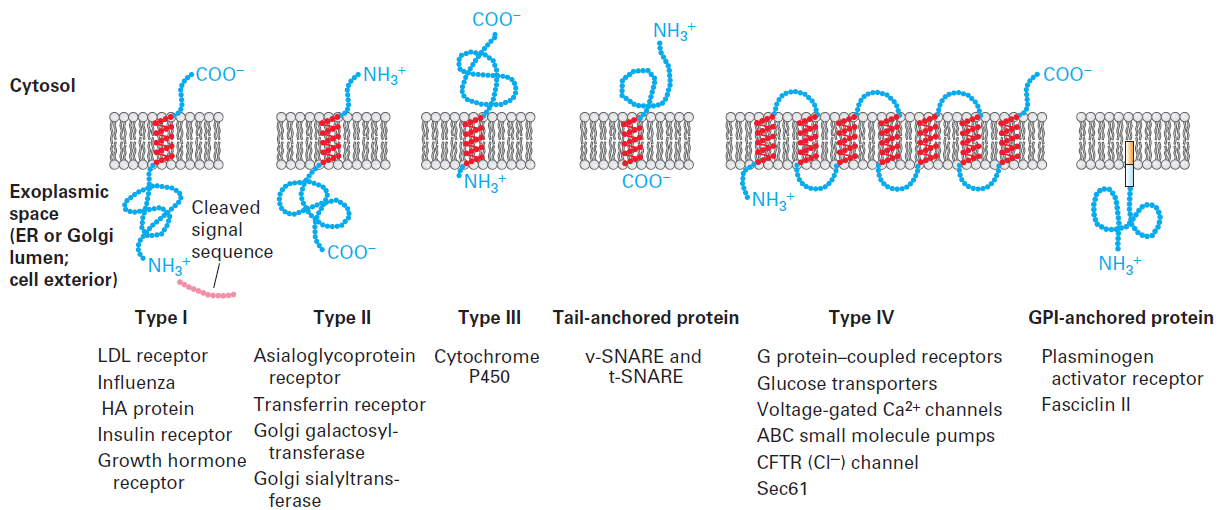 COO⁻
NH₃⁺
Cytosol
COO⁻
NH₃⁺
COO⁻
Exoplasmic
space
(ER or Golgi
lumen;
cell exterior)
NH₃⁺
Cleaved
signal
sequence
COO⁻
NH₃⁺
COO⁻
NH₃⁺
NH₃⁺
Type I
Type II
Type III
Tail-anchored protein
Type IV
GPI-anchored protein
LDL receptor
Influenza
HA protein
Insulin receptor
Growth hormone
receptor
Asialoglycoprotein
receptor
Transferrin receptor
Golgi galactosyl-
transferase
Golgi sialyltrans-
ferase
Cytochrome
P450
v-SNARE and
t-SNARE
G protein–coupled receptors
Glucose transporters
Voltage-gated Ca²⁺ channels
ABC small molecule pumps
CFTR (Cl⁻) channel
Sec61
Plasminogen
activator receptor
Fasciclin II